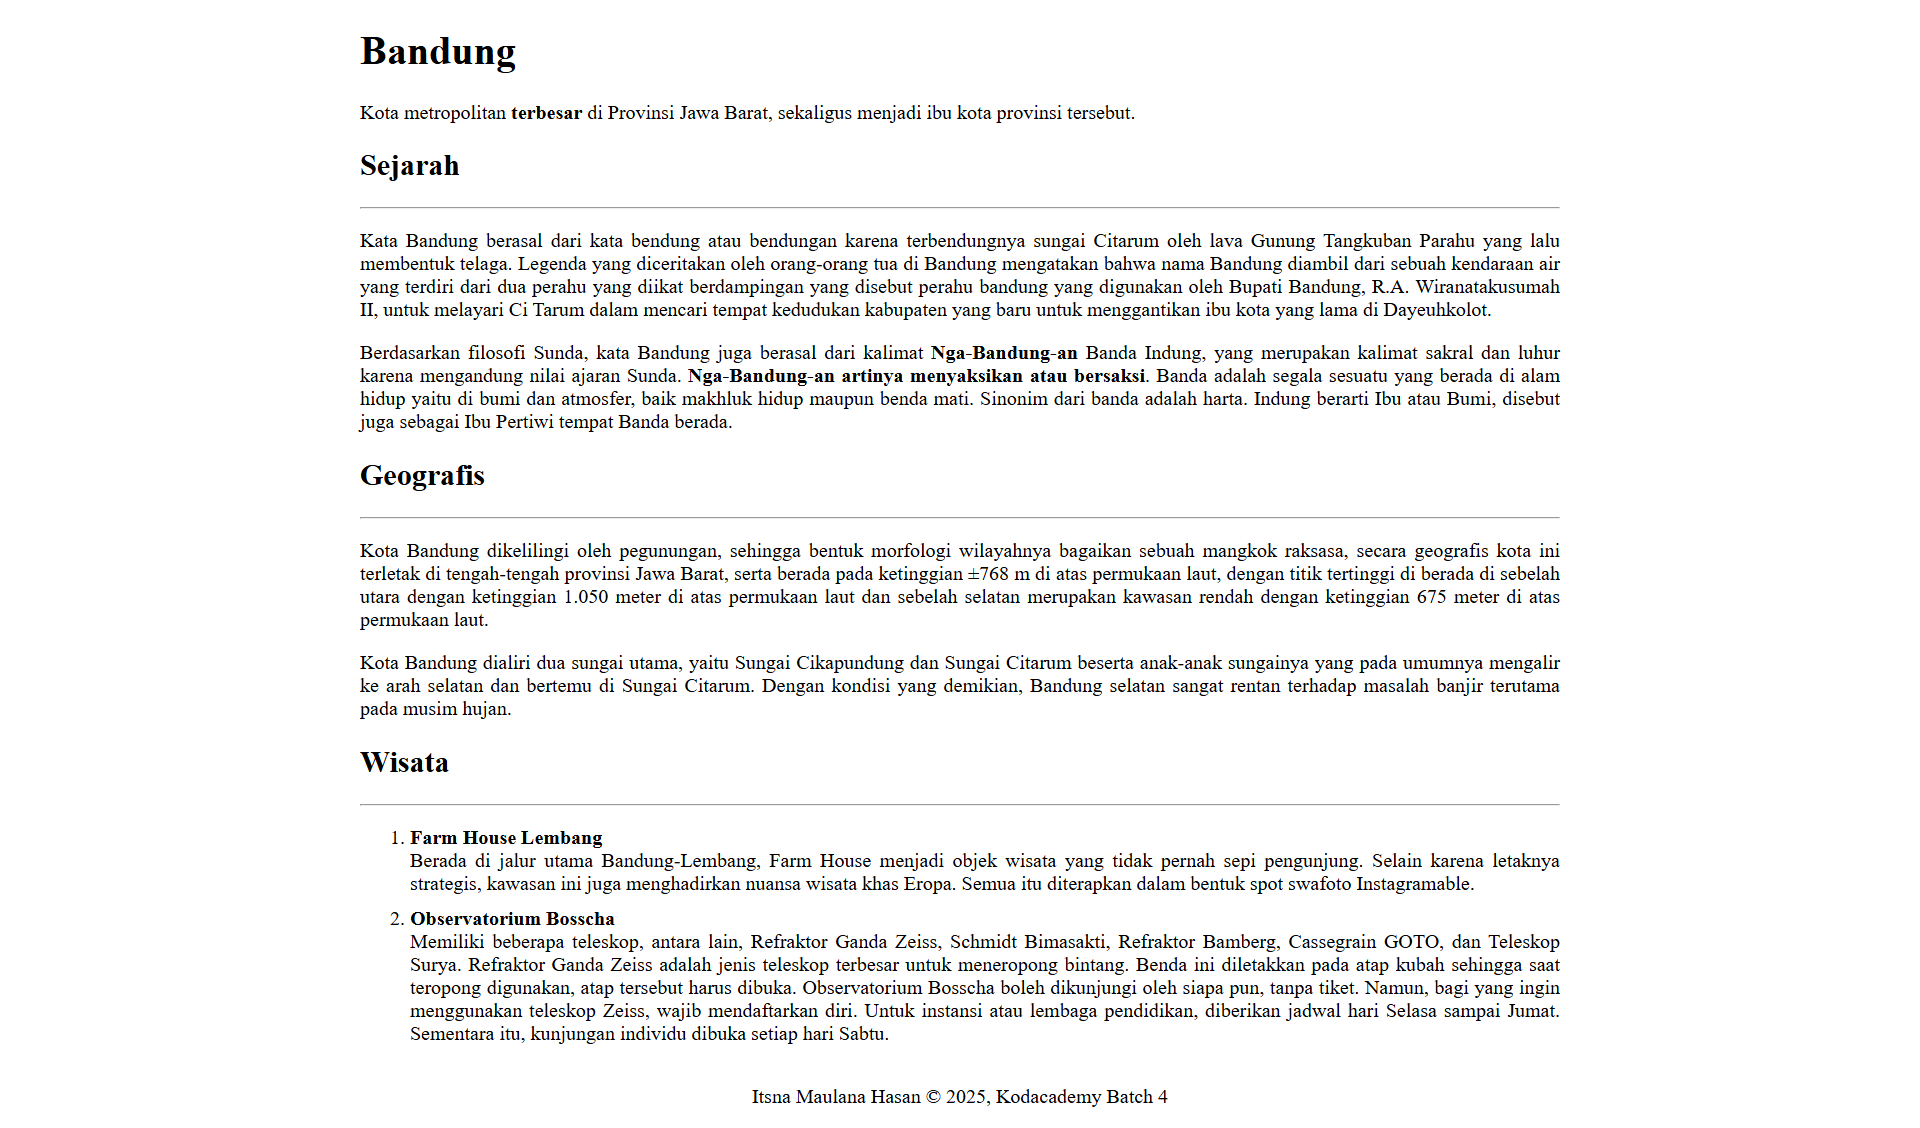 Bandung
Kota metropolitan terbesar di Provinsi Jawa Barat, sekaligus menjadi ibu kota provinsi tersebut.
Sejarah
Kata Bandung berasal dari kata bendung atau bendungan karena terbendungnya sungai Citarum oleh lava Gunung Tangkuban Parahu yang lalu
membentuk telaga. Legenda yang diceritakan oleh orang-orang tua di Bandung mengatakan bahwa nama Bandung diambil dari sebuah kendaraan air
yang terdiri dari dua perahu yang diikat berdampingan yang disebut perahu bandung yang digunakan oleh Bupati Bandung, R.A. Wiranatakusumah
II, untuk melayari Ci Tarum dalam mencari tempat kedudukan kabupaten yang baru untuk menggantikan ibu kota yang lama di Dayeuhkolot.
Berdasarkan filosofi Sunda, kata Bandung juga berasal dari kalimat Nga-Bandung-an Banda Indung, yang merupakan kalimat sakral dan luhur
karena mengandung nilai ajaran Sunda. Nga-Bandung-an artinya menyaksikan atau bersaksi. Banda adalah segala sesuatu yang berada di alam
hidup yaitu di bumi dan atmosfer, baik makhluk hidup maupun benda mati. Sinonim dari banda adalah harta. Indung berarti Ibu atau Bumi, disebut
juga sebagai Ibu Pertiwi tempat Banda berada.
Geografis
Kota Bandung dikelilingi oleh pegunungan, sehingga bentuk morfologi wilayahnya bagaikan sebuah mangkok raksasa, secara geografis kota ini
terletak di tengah-tengah provinsi Jawa Barat, serta berada pada ketinggian ±768 m di atas permukaan laut, dengan titik tertinggi di berada di sebelah
utara dengan ketinggian 1.050 meter di atas permukaan laut dan sebelah selatan merupakan kawasan rendah dengan ketinggian 675 meter di atas
permukaan laut.
Kota Bandung dialiri dua sungai utama, yaitu Sungai Cikapundung dan Sungai Citarum beserta anak-anak sungainya yang pada umumnya mengalir
ke arah selatan dan bertemu di Sungai Citarum. Dengan kondisi yang demikian, Bandung selatan sangat rentan terhadap masalah banjir terutama
pada musim hujan.
Wisata
1. Farm House Lembang
Berada di jalur utama Bandung-Lembang, Farm House menjadi objek wisata yang tidak pernah sepi pengunjung. Selain karena letaknya
strategis, kawasan ini juga menghadirkan nuansa wisata khas Eropa. Semua itu diterapkan dalam bentuk spot swafoto Instagramable.
2. Observatorium Bosscha
Memiliki beberapa teleskop, antara lain, Refraktor Ganda Zeiss, Schmidt Bimasakti, Refraktor Bamberg, Cassegrain GOTO, dan Teleskop
Surya. Refraktor Ganda Zeiss adalah jenis teleskop terbesar untuk meneropong bintang. Benda ini diletakkan pada atap kubah sehingga saat
teropong digunakan, atap tersebut harus dibuka. Observatorium Bosscha boleh dikunjungi oleh siapa pun, tanpa tiket. Namun, bagi yang ingin
menggunakan teleskop Zeiss, wajib mendaftarkan diri. Untuk instansi atau lembaga pendidikan, diberikan jadwal hari Selasa sampai Jumat.
Sementara itu, kunjungan individu dibuka setiap hari Sabtu.
Itsna Maulana Hasan © 2025, Kodacademy Batch 4